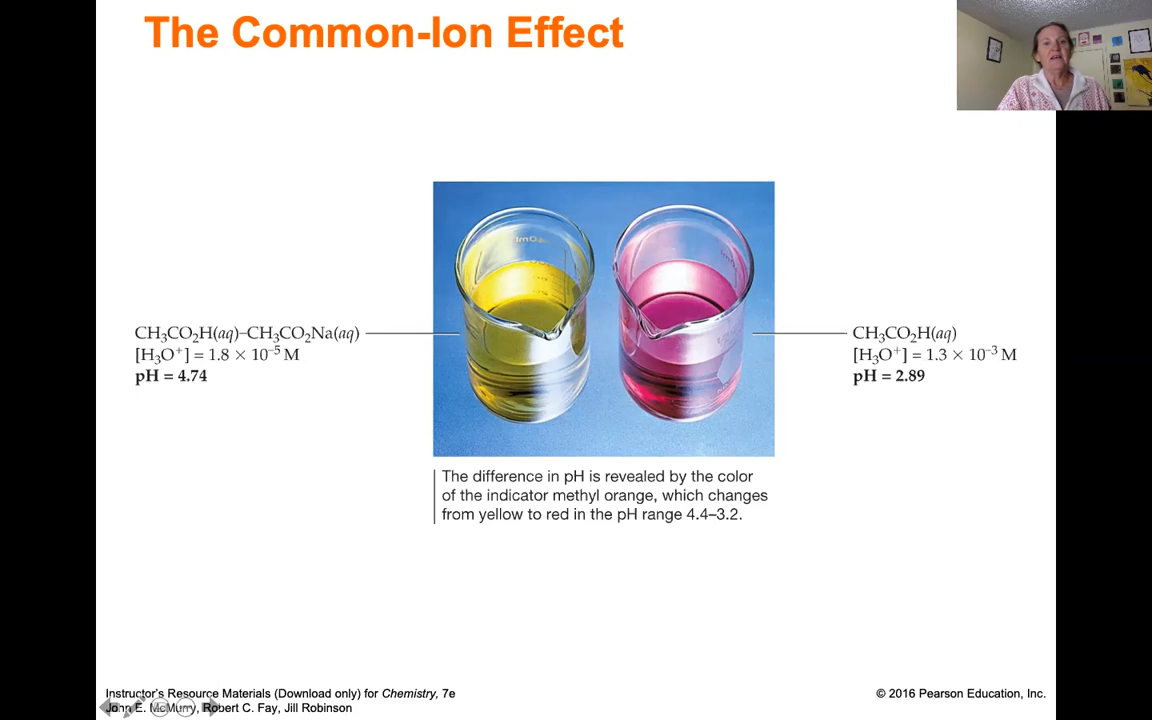 The Common-Ion Effect
CH₃CO₂H(aq)–CH₃CO₂Na(aq)
[H₃O⁺] = 1.8 × 10⁻⁵ M
pH = 4.74
CH₃CO₂H(aq)
[H₃O⁺] = 1.3 × 10⁻³ M
pH = 2.89
The difference in pH is revealed by the color
of the indicator methyl orange, which changes
from yellow to red in the pH range 4.4–3.2.
Instructor's Resource Materials (Download only) for Chemistry, 7e
John E. McMurry, Robert C. Fay, Jill Robinson
© 2016 Pearson Education, Inc.